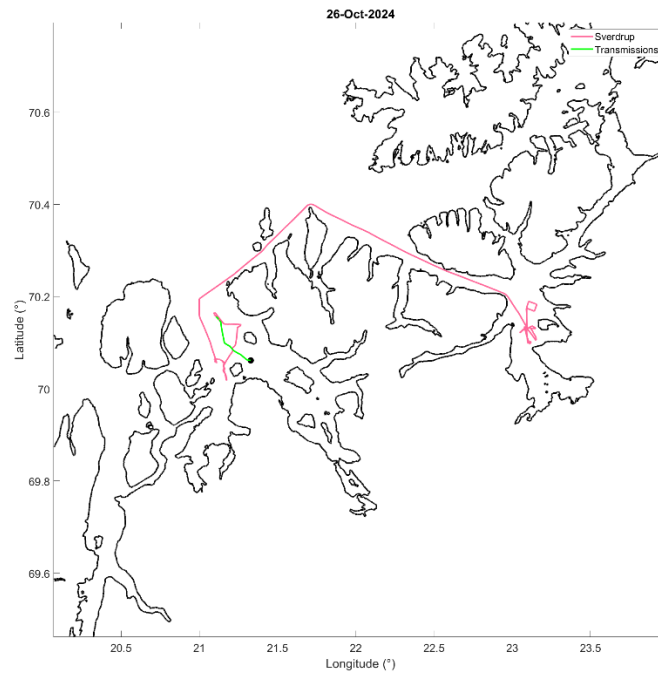 26-Oct-2024
Sverdrup
Transmissions
70.6
70.4
70.2
70
69.8
69.6
Latitude (°)
20.5
21
21.5
22
22.5
23
23.5
Longitude (°)